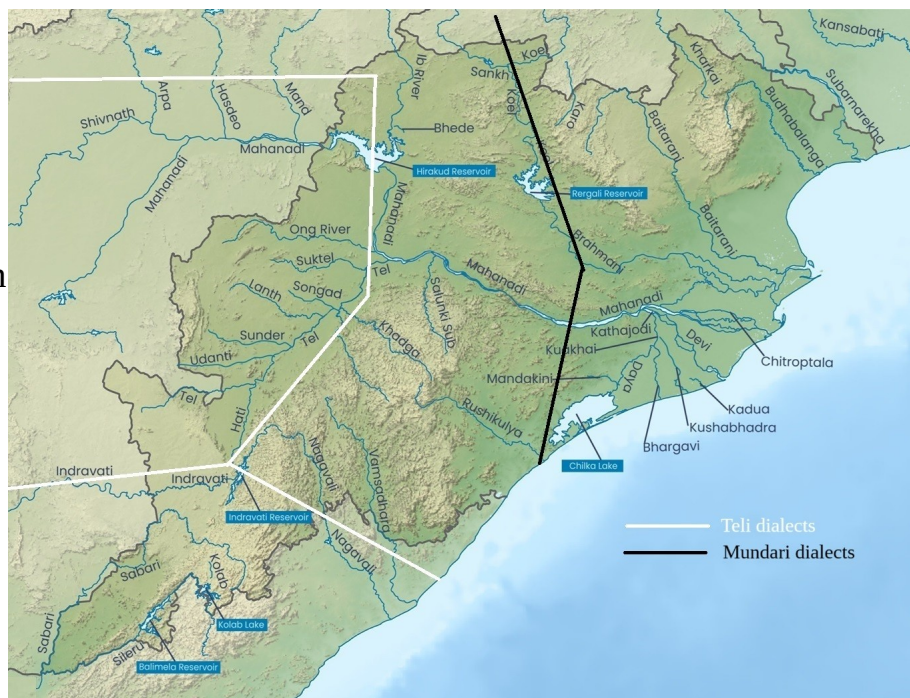 Kansabati
Koel
Ib River
Sankh
Koel
Kharkai
Subarnarekha
Arpa
Hasdeo
Mand
Karo
Baitarani
Budhabalanga
Shivnath
Bhede
Mahanadi
Hirakud Reservoir
Mahanadi
Rergali Reservoir
Mahanadi
Baitarani
Ong River
Brahmani
Suktel
Tel
Mahanadi
Lanth
Songad
Salunki Sub
Mahanadi
Sunder
Tel
Khadga
Kathajodi
Devi
Udanti
Kuakhai
Chitroptala
Mandakini
Daya
Tel
Hati
Rushikulya
Kadua
Kushabhadra
Bhargavi
Indravati
Indravati
Nagavali
Vamsadhara
Chilka Lake
Indravati Reservoir
Teli dialects
Nagavali
Mundari dialects
Sabari
Kolab
Kolab Lake
Sabari
Sileru
Balimela Reservoir